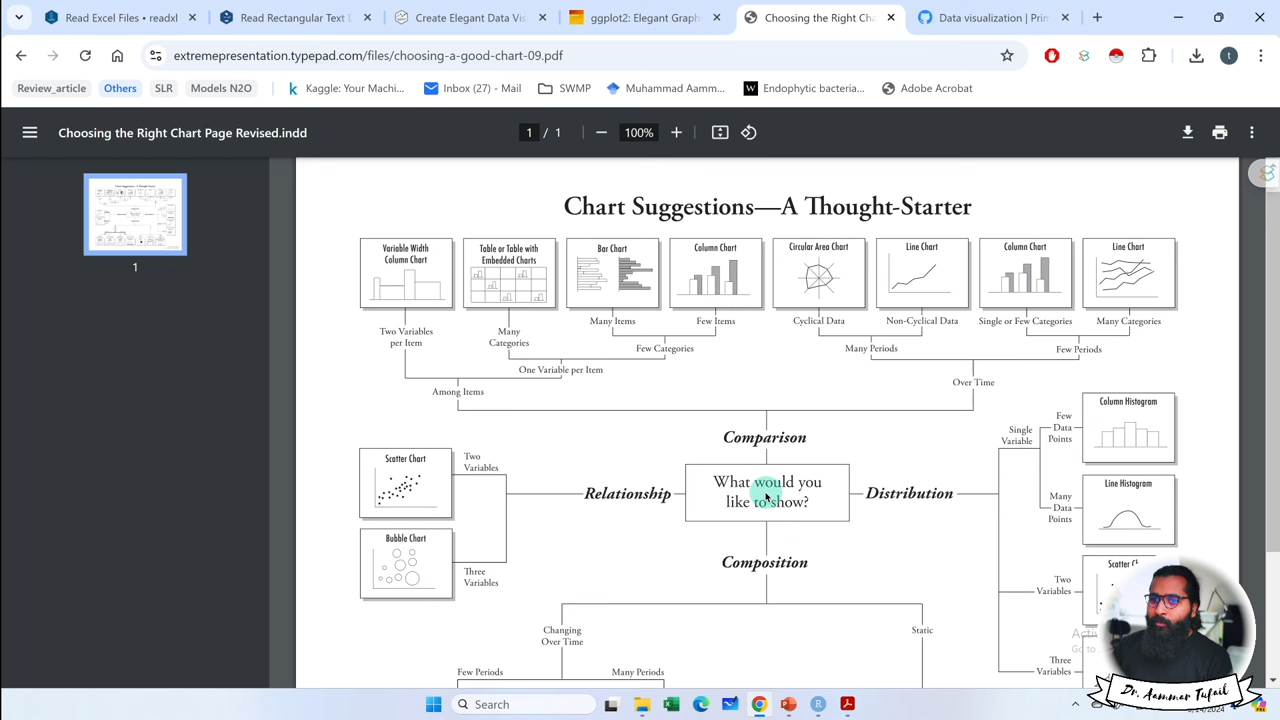 Read Excel Files • readxl
Read Rectangular Text D
Create Elegant Data Vis
ggplot2: Elegant Graph
Choosing the Right Cha
Data visualization | Prin
extremepresentation.typepad.com/files/choosing-a-good-chart-09.pdf
t
Review_article
Others
SLR
Models N2O
Kaggle: Your Machi...
Inbox (27) - Mail
SWMP
Muhammad Aamm...
Endophytic bacteria...
Adobe Acrobat
Choosing the Right Chart Page Revised.indd
1 / 1
100%
1
Chart Suggestions—A Thought-Starter
Variable Width
Column Chart
Table or Table with
Embedded Charts
Bar Chart
Column Chart
Circular Area Chart
Line Chart
Column Chart
Line Chart
Two Variables
per Item
Many
Categories
Many Items
Few Items
Cyclical Data
Non-Cyclical Data
Single or Few Categories
Many Categories
Few Categories
Many Periods
Few Periods
One Variable per Item
Among Items
Over Time
Comparison
Single
Variable
Few
Data
Points
Column Histogram
Scatter Chart
Two
Variables
What would you
like to show?
Relationship
Distribution
Many
Data
Points
Line Histogram
Bubble Chart
Three
Variables
Composition
Two
Variables
Scatter
Changing
Over Time
Static
Three
Variables
Few Periods
Many Periods
Dr. Aammar Tufail
Search